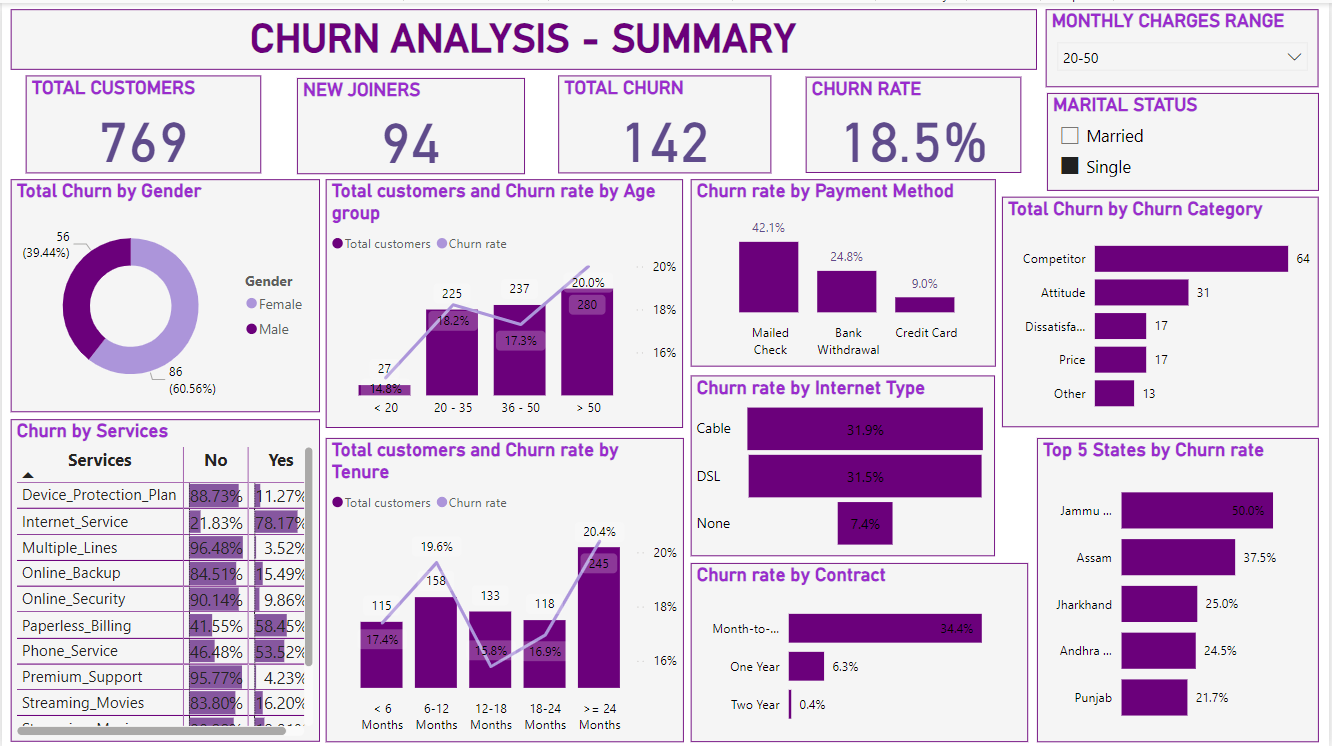 CHURN ANALYSIS - SUMMARY
MONTHLY CHARGES RANGE
20-50
TOTAL CUSTOMERS
769
NEW JOINERS
94
TOTAL CHURN
142
CHURN RATE
18.5%
MARITAL STATUS
Married
Single
Total Churn by Gender
56
(39.44%)
86
(60.56%)
Gender
Female
Male
Total customers and Churn rate by Age
group
Total customers Churn rate
27
225
237
280
14.8%
18.2%
17.3%
20.0%
20%
18%
16%
< 20
20 - 35
36 - 50
> 50
Churn rate by Payment Method
42.1%
24.8%
9.0%
Mailed
Check
Bank
Withdrawal
Credit Card
Total Churn by Churn Category
Competitor 64
Attitude 31
Dissatisfa... 17
Price 17
Other 13
Churn by Services
Services No Yes
Device_Protection_Plan 88.73% 11.27%
Internet_Service 21.83% 78.17%
Multiple_Lines 96.48% 3.52%
Online_Backup 84.51% 15.49%
Online_Security 90.14% 9.86%
Paperless_Billing 41.55% 58.45%
Phone_Service 46.48% 53.52%
Premium_Support 95.77% 4.23%
Streaming_Movies 83.80% 16.20%
Total customers and Churn rate by
Tenure
Total customers Churn rate
115
158
133
118
245
17.4%
19.6%
15.8%
16.9%
20.4%
20%
18%
16%
< 6
Months
6-12
Months
12-18
Months
18-24
Months
>= 24
Months
Churn rate by Internet Type
Cable 31.9%
DSL 31.5%
None 7.4%
Churn rate by Contract
Month-to-... 34.4%
One Year 6.3%
Two Year 0.4%
Top 5 States by Churn rate
Jammu ... 50.0%
Assam 37.5%
Jharkhand 25.0%
Andhra ... 24.5%
Punjab 21.7%